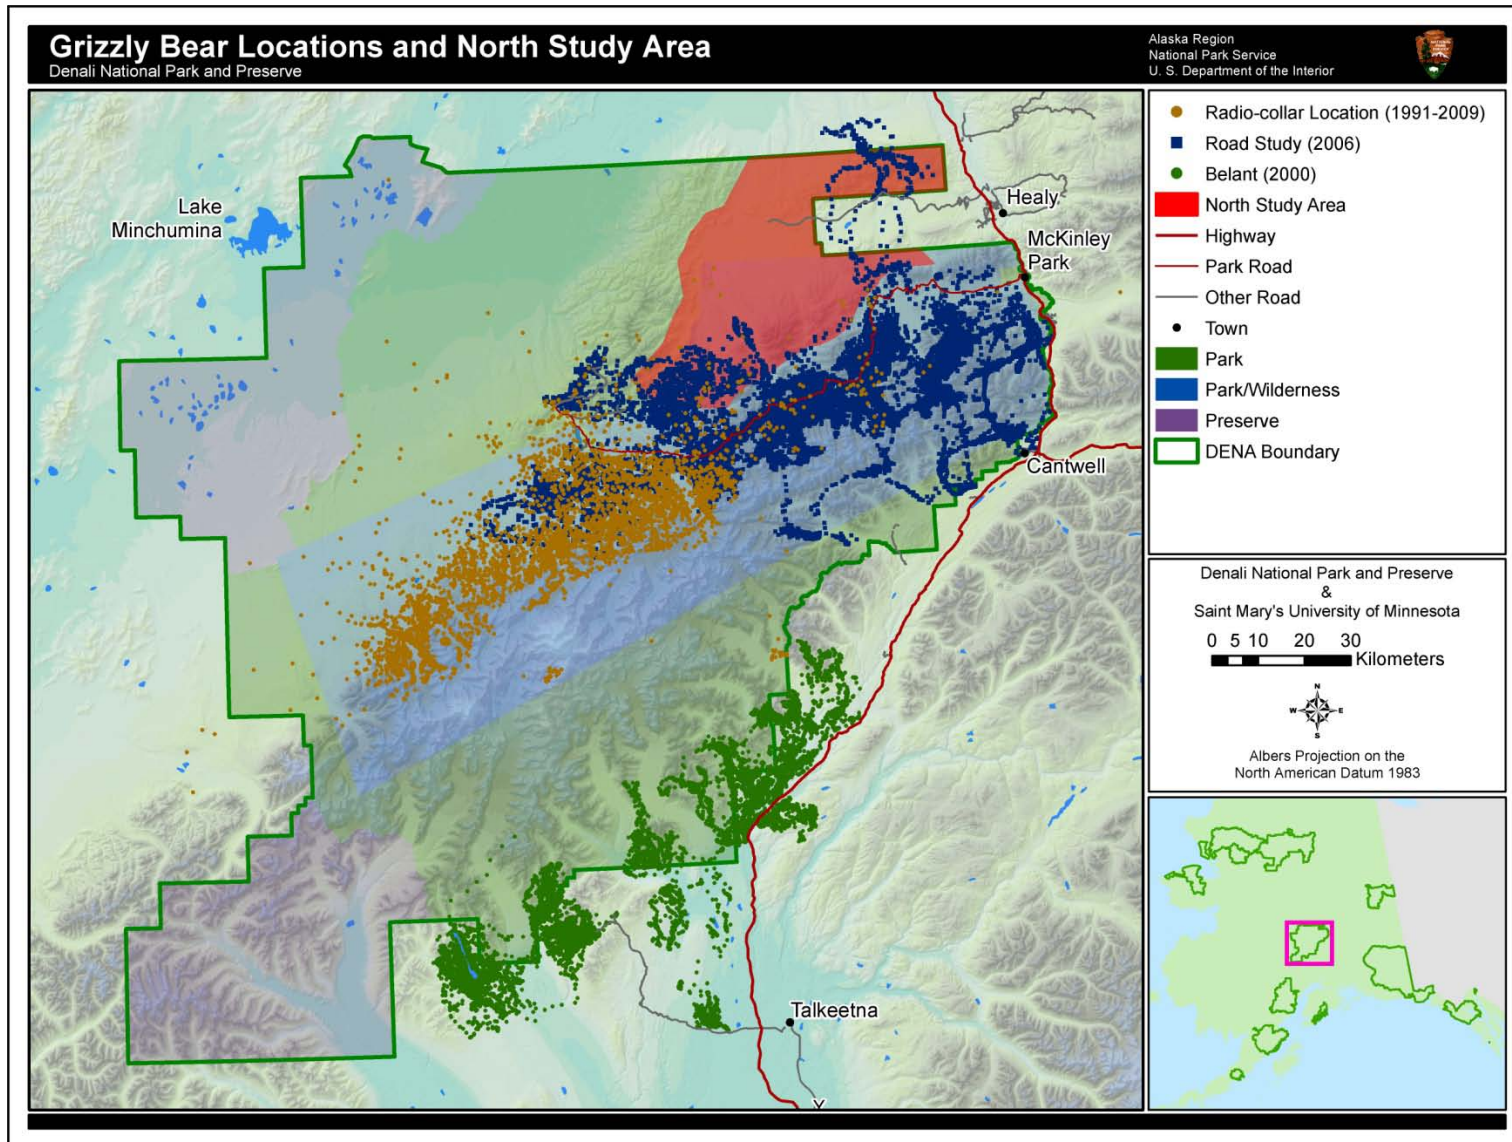 Grizzly Bear Locations and North Study Area
Denali National Park and Preserve
Alaska Region
National Park Service
U. S. Department of the Interior
Lake
Minchumina
Healy
McKinley
Park
Cantwell
Talkeetna
Radio-collar Location (1991-2009)
Road Study (2006)
Belant (2000)
North Study Area
Highway
Park Road
Other Road
Town
Park
Park/Wilderness
Preserve
DENA Boundary
Denali National Park and Preserve
&
Saint Mary's University of Minnesota
0 5 10 20 30
Kilometers
N
W E
S
Albers Projection on the
North American Datum 1983